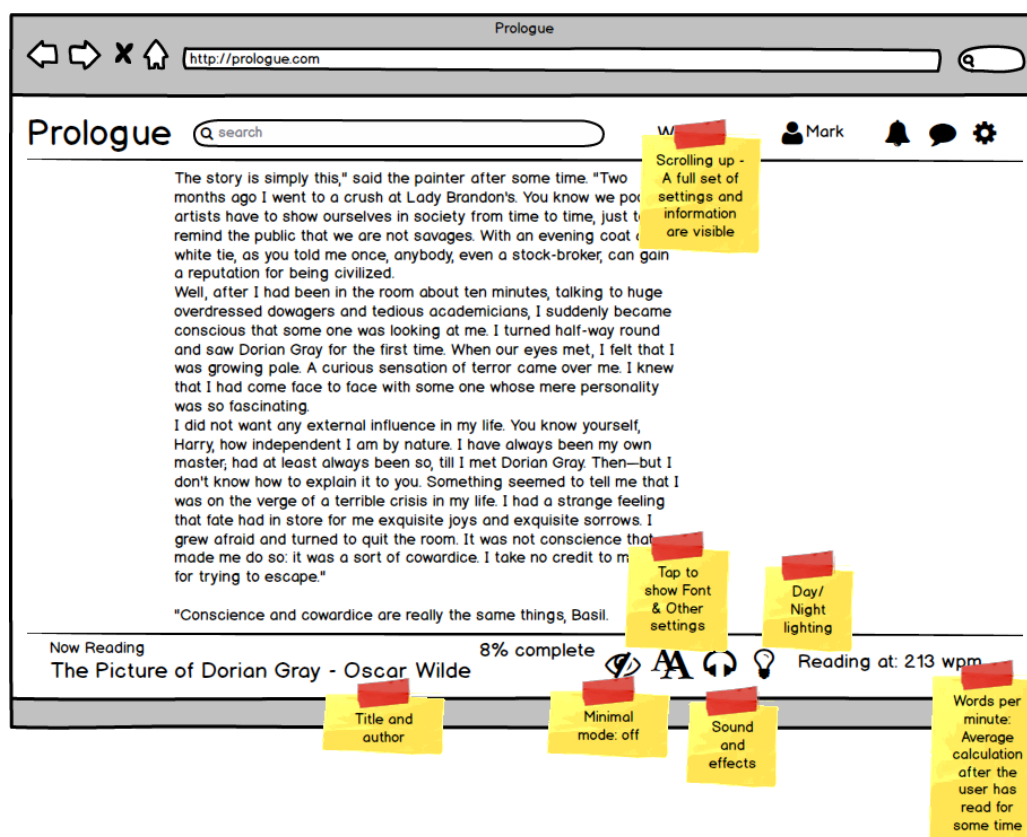 Prologue
http://prologue.com
Prologue
search
W
Mark
Scrolling up -
A full set of
settings and
information
are visible
The story is simply this," said the painter after some time. "Two
months ago I went to a crush at Lady Brandon's. You know we
artists have to show ourselves in society from time to time, just
remind the public that we are not savages. With an evening coat
white tie, as you told me once, anybody, even a stock-broker, can gain
a reputation for being civilized.
Well, after I had been in the room about ten minutes, talking to huge
overdressed dowagers and tedious academicians, I suddenly became
conscious that some one was looking at me. I turned half-way round
and saw Dorian Gray for the first time. When our eyes met, I felt that I
was growing pale. A curious sensation of terror came over me. I knew
that I had come face to face with some one whose mere personality
was so fascinating.
I did not want any external influence in my life. You know yourself,
Harry, how independent I am by nature. I have always been my own
master; had at least always been so, till I met Dorian Gray. Then—but I
don't know how to explain it to you. Something seemed to tell me that I
was on the verge of a terrible crisis in my life. I had a strange feeling
that fate had in store for me exquisite joys and exquisite sorrows. I
grew afraid and turned to quit the room. It was not conscience that
made me do so: it was a sort of cowardice. I take no credit to
for trying to escape."
"Conscience and cowardice are really the same things, Basil.
Tap to
show Font
& Other
settings
Day/
Night
lighting
Now Reading
The Picture of Dorian Gray - Oscar Wilde
8% complete
AA
Reading at: 213 wpm
Title and
author
Minimal
mode: off
Sound
and
effects
Words per
minute:
Average
calculation
after the
user has
read for
some time